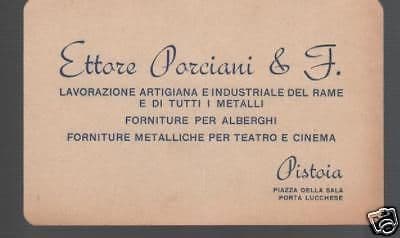 Ettore Porciani & F.
LAVORAZIONE ARTIGIANA E INDUSTRIALE DEL RAME
E DI TUTTI I METALLI
FORNITURE PER ALBERGHI
FORNITURE METALLICHE PER TEATRO E CINEMA
Pistoia
PIAZZA DELLA SALA
PORTA LUCCHESE